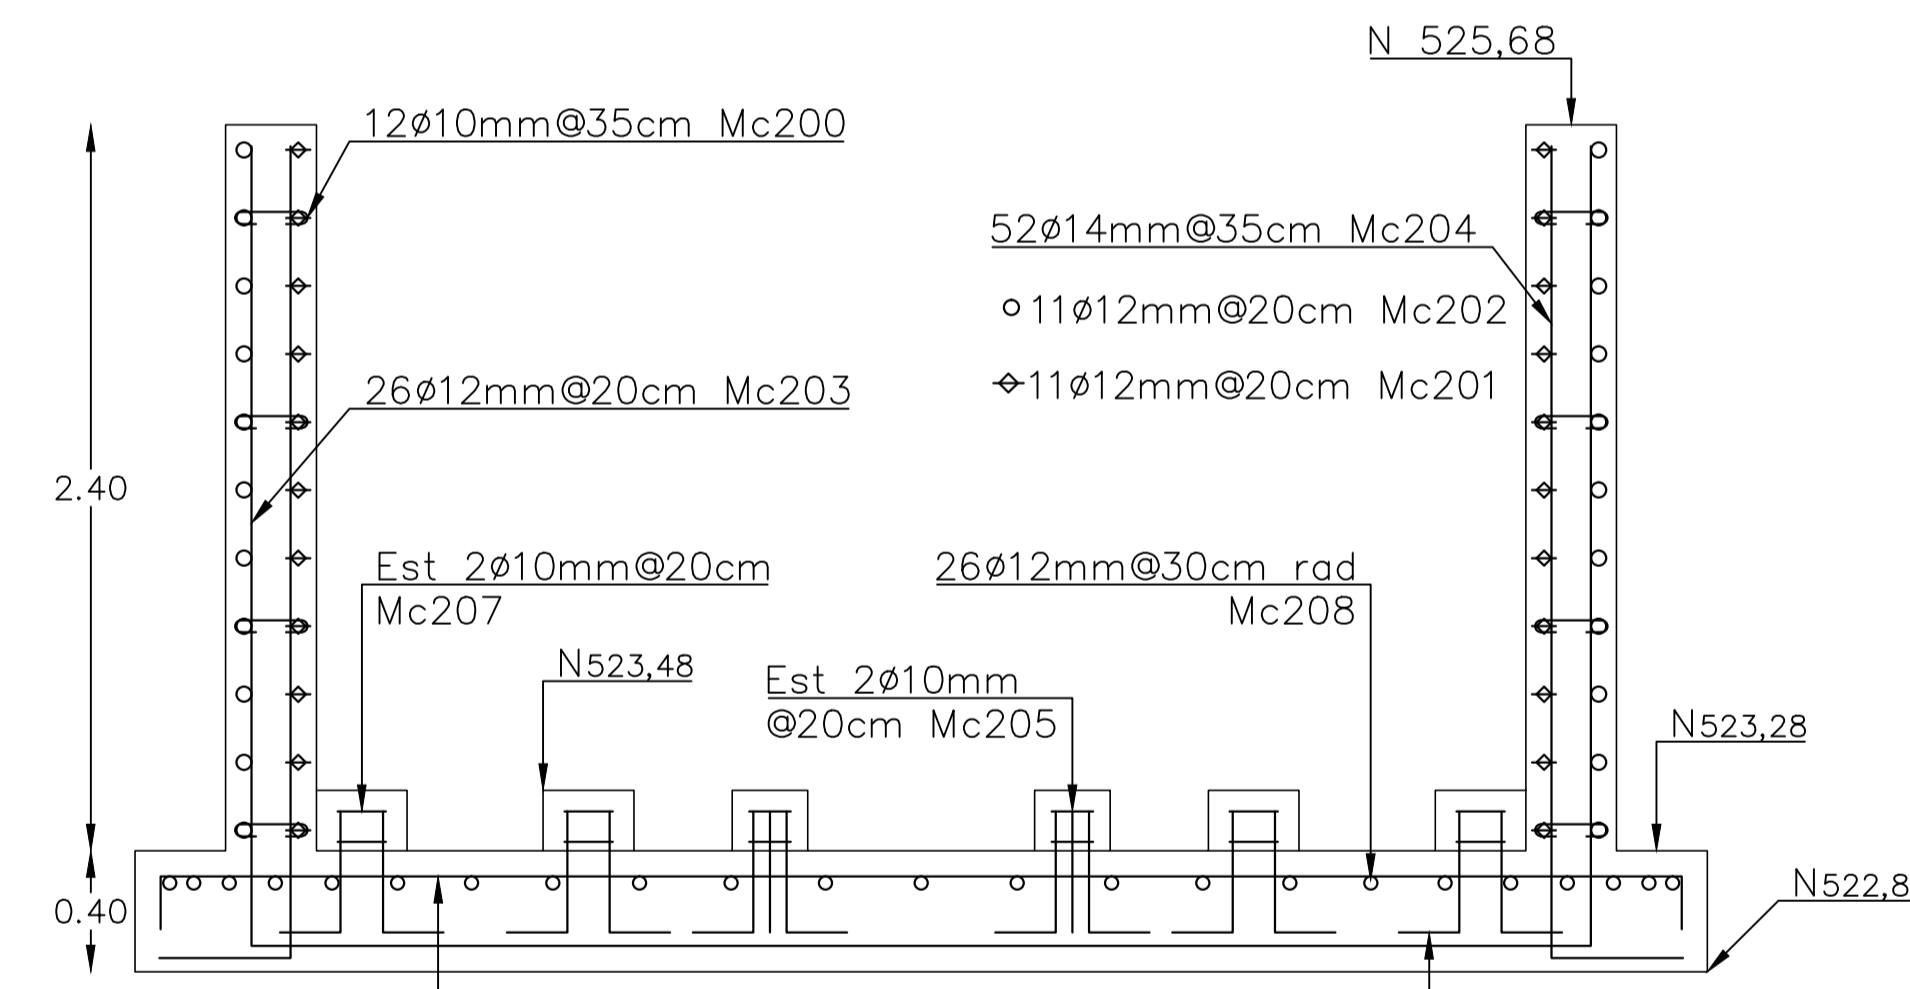 N 525,68
12ø10mm@35cm Mc200
52ø14mm@35cm Mc204
11ø12mm@20cm Mc202
26ø12mm@20cm Mc203
11ø12mm@20cm Mc201
2.40
Est 2ø10mm@20cm
Mc207
26ø12mm@30cm rad
Mc208
N523,48
Est 2ø10mm
@20cm Mc205
N523,28
0.40
N522,8